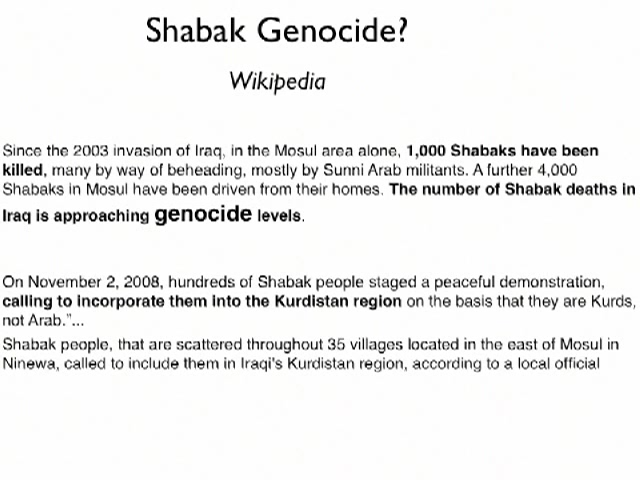 Shabak Genocide?
Wikipedia
Since the 2003 invasion of Iraq, in the Mosul area alone, 1,000 Shabaks have been
killed, many by way of beheading, mostly by Sunni Arab militants. A further 4,000
Shabaks in Mosul have been driven from their homes. The number of Shabak deaths in
Iraq is approaching genocide levels.
On November 2, 2008, hundreds of Shabak people staged a peaceful demonstration,
calling to incorporate them into the Kurdistan region on the basis that they are Kurds,
not Arab."...
Shabak people, that are scattered throughout 35 villages located in the east of Mosul in
Ninewa, called to include them in Iraqi's Kurdistan region, according to a local official